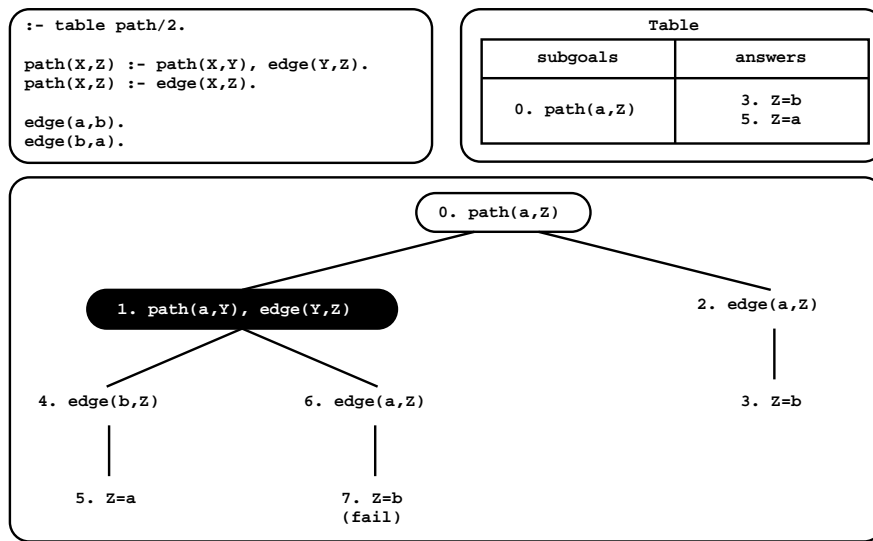 :- table path/2.
path(X,Z) :- path(X,Y), edge(Y,Z).
path(X,Z) :- edge(X,Z).
edge(a,b).
edge(b,a).
Table
subgoals answers
0. path(a,Z)
3. Z=b
5. Z=a
0. path(a,Z)
1. path(a,Y), edge(Y,Z)
2. edge(a,Z)
4. edge(b,Z)
6. edge(a,Z)
3. Z=b
5. Z=a
7. Z=b
(fail)